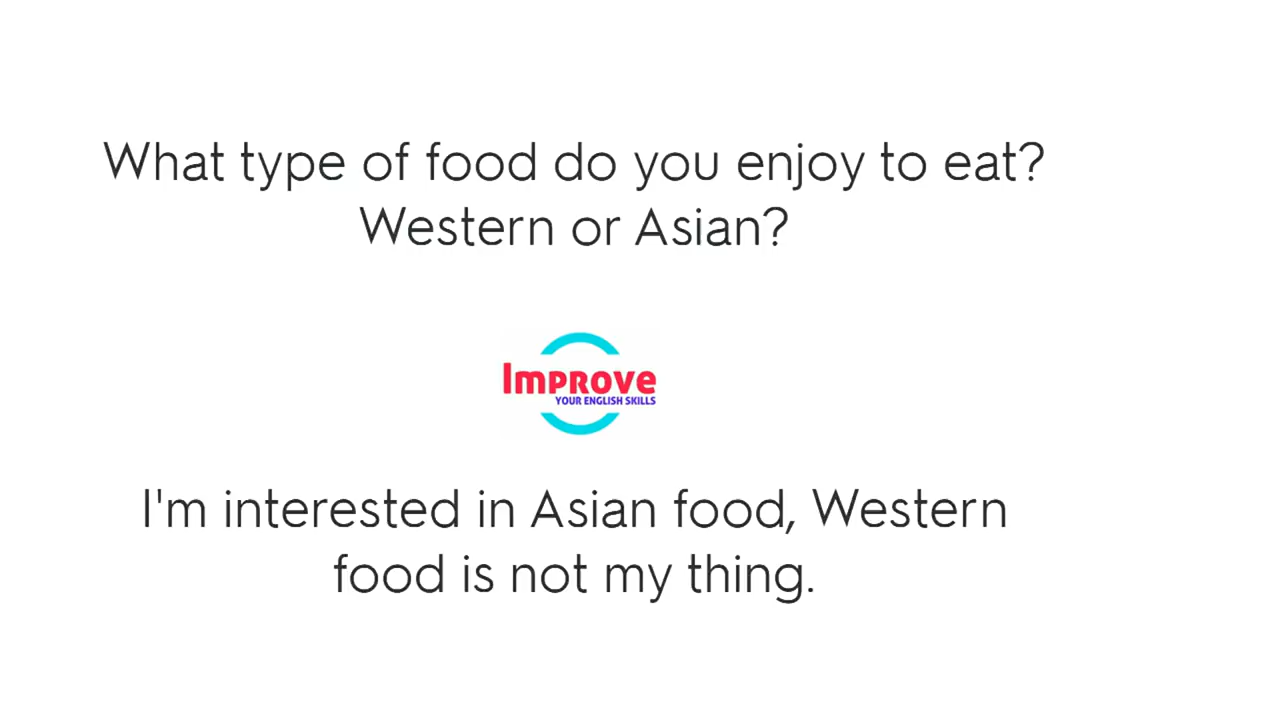 What type of food do you enjoy to eat?
Western or Asian?
Improve
YOUR ENGLISH SKILLS
I'm interested in Asian food, Western
food is not my thing.